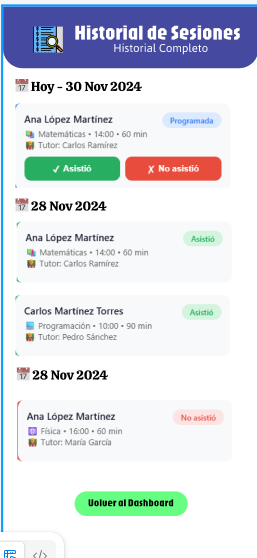 Historial de Sesiones
Historial Completo
Hoy - 30 Nov 2024
Ana López Martínez
Programada
Matemáticas • 14:00 • 60 min
Tutor: Carlos Ramírez
✓ Asistió
✗ No asistió
28 Nov 2024
Ana López Martínez
Asistió
Matemáticas • 14:00 • 60 min
Tutor: Carlos Ramírez
Carlos Martínez Torres
Asistió
Programación • 10:00 • 90 min
Tutor: Pedro Sánchez
28 Nov 2024
Ana López Martínez
No asistió
Física • 16:00 • 60 min
Tutor: María García
Volver al Dashboard